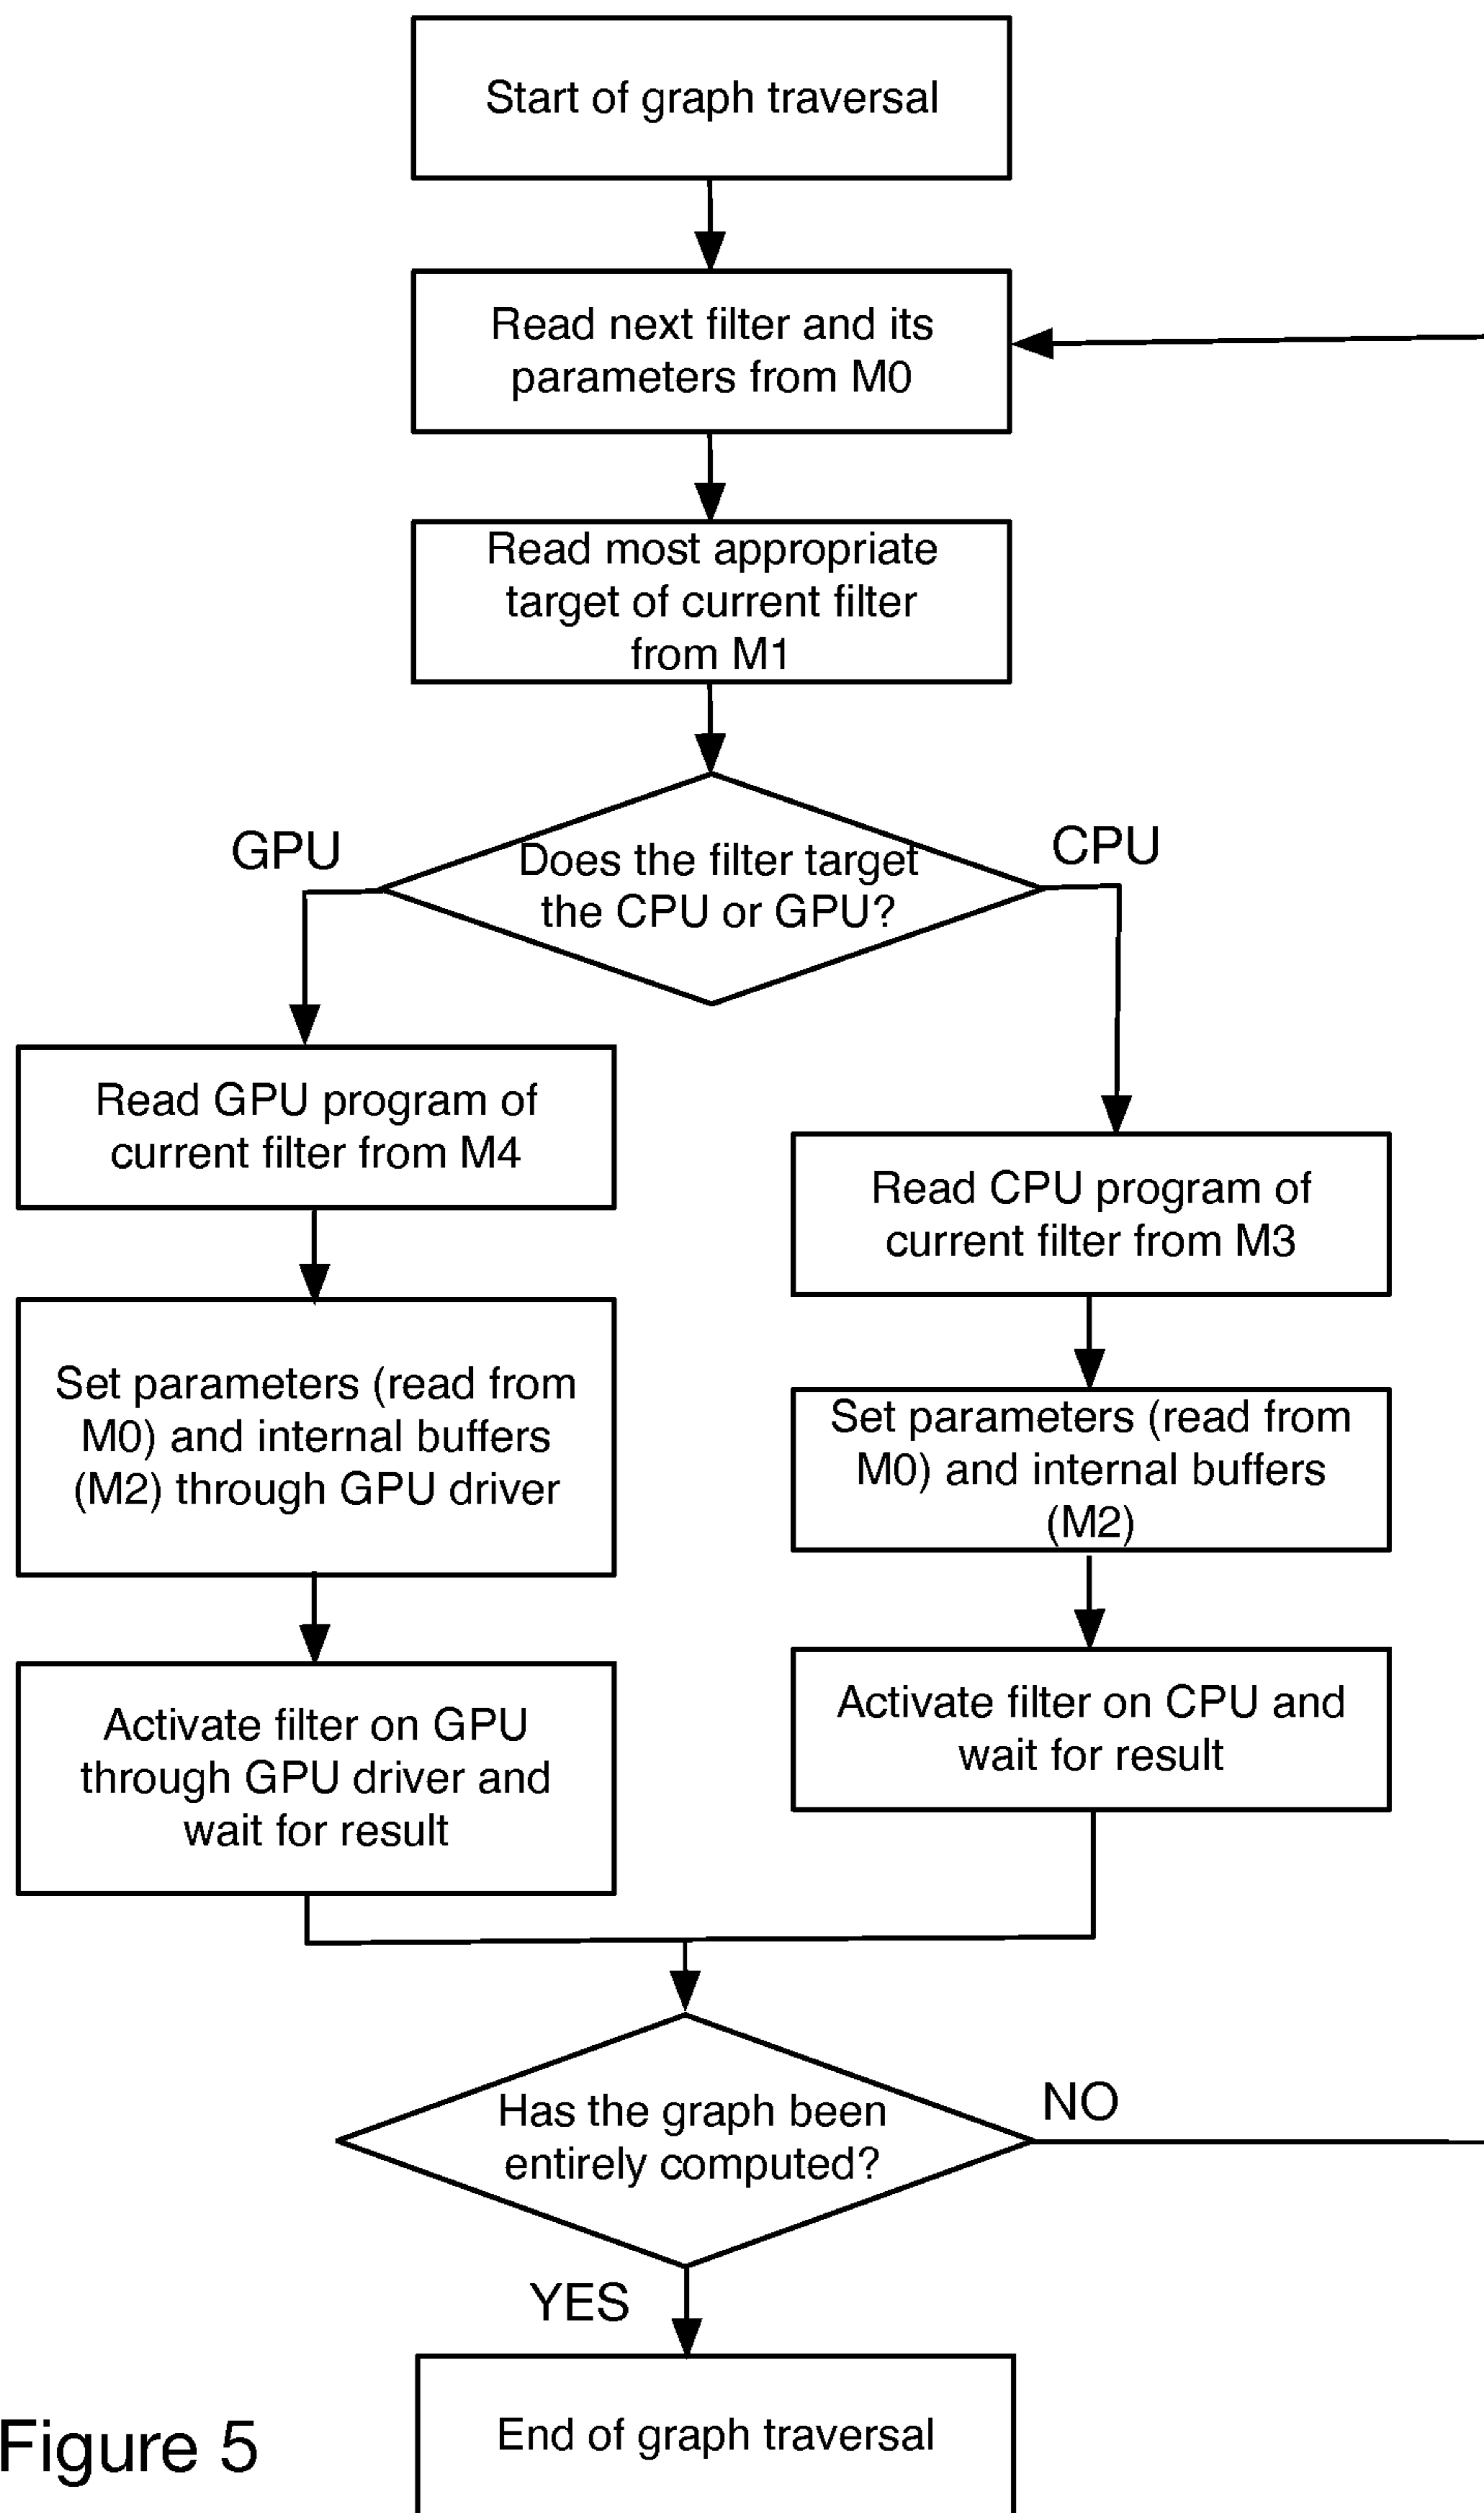 Start of graph traversal
Read next filter and its
parameters from M0
Read most appropriate
target of current filter
from M1
GPU
CPU
Does the filter target
the CPU or GPU?
Read GPU program of
current filter from M4
Read CPU program of
current filter from M3
Set parameters (read from
M0) and internal buffers
(M2) through GPU driver
Set parameters (read from
M0) and internal buffers
(M2)
Activate filter on GPU
through GPU driver and
wait for result
Activate filter on CPU and
wait for result
Has the graph been
entirely computed?
NO
YES
End of graph traversal
Figure 5